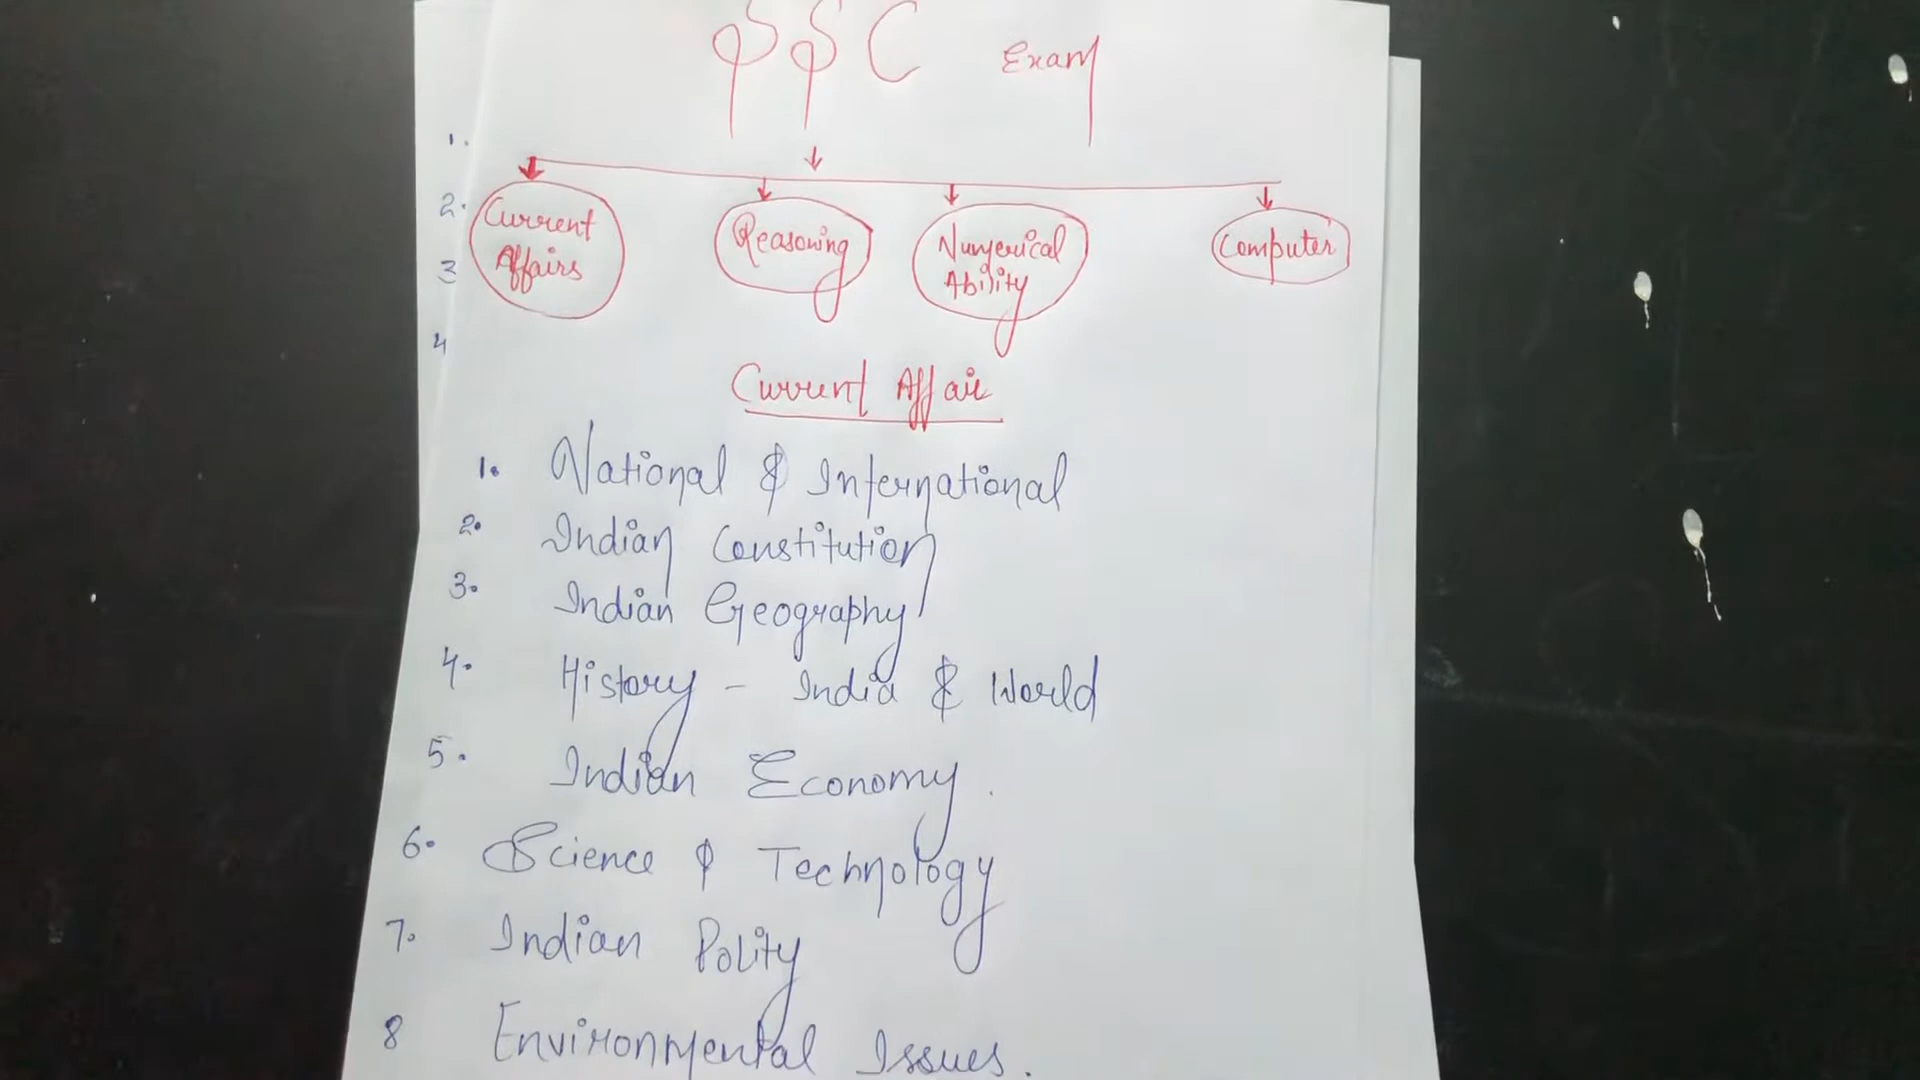 SSC Exam
1.
2.
3
4
Current Affairs
Reasoning
Numerical Ability
Computer
Current Affair
1. National & International
2. Indian Constitution
3. Indian Geography
4. History - India & World
5. Indian Economy.
6. Science & Technology
7. Indian Polity
8 Environmental Issues.